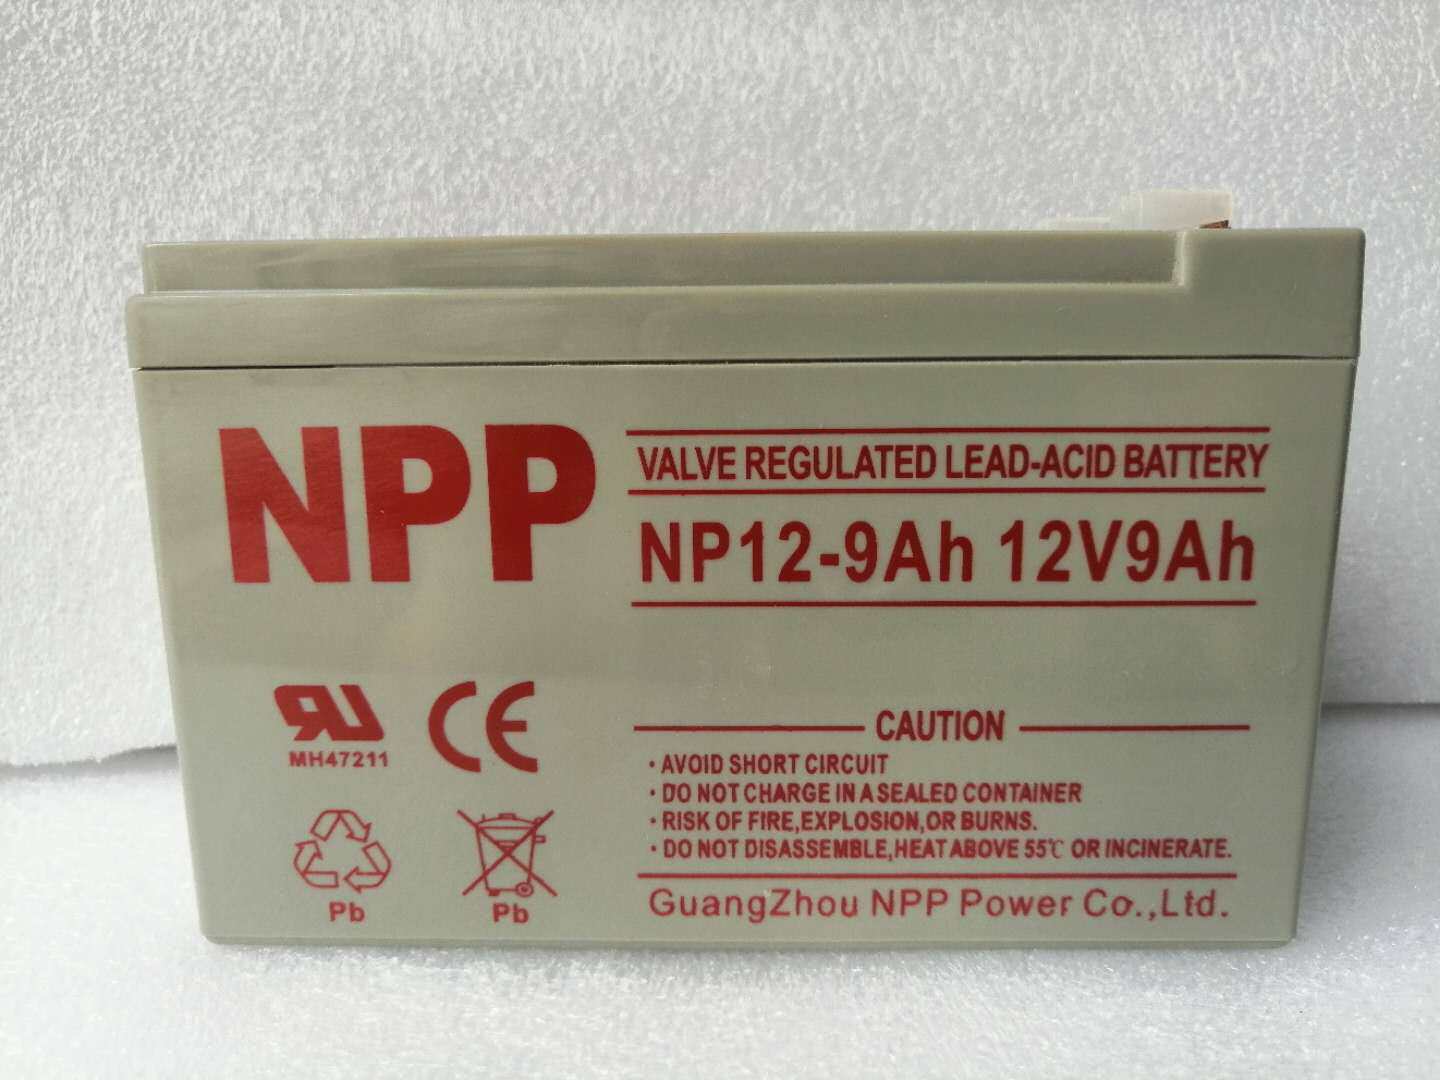 NPP
VALVE REGULATED LEAD-ACID BATTERY
NP12-9Ah 12V9Ah
MH47211
CE
Pb
Pb
CAUTION
· AVOID SHORT CIRCUIT
· DO NOT CHARGE IN A SEALED CONTAINER
· RISK OF FIRE,EXPLOSION,OR BURNS.
· DO NOT DISASSEMBLE,HEAT ABOVE 55℃ OR INCINERATE.
GuangZhou NPP Power Co.,Ltd.